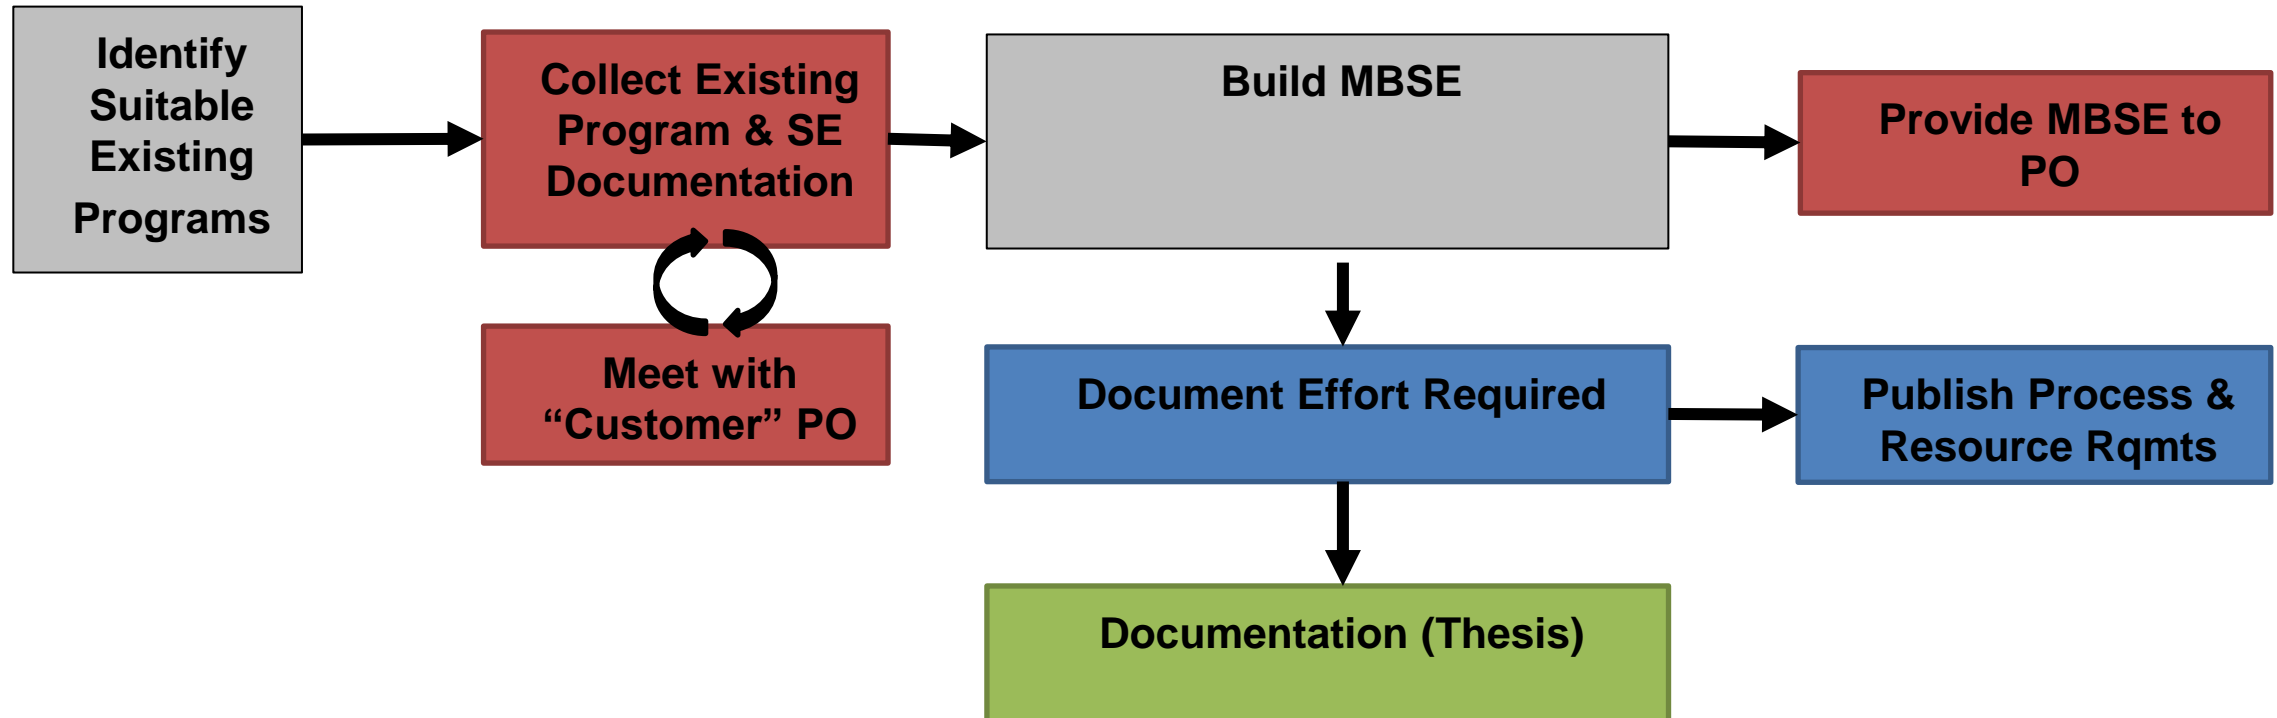 Identify
Suitable
Existing
Programs
Collect Existing
Program & SE
Documentation
Meet with
“Customer” PO
Build MBSE
Provide MBSE to
PO
Document Effort Required
Publish Process &
Resource Rqmts
Documentation (Thesis)